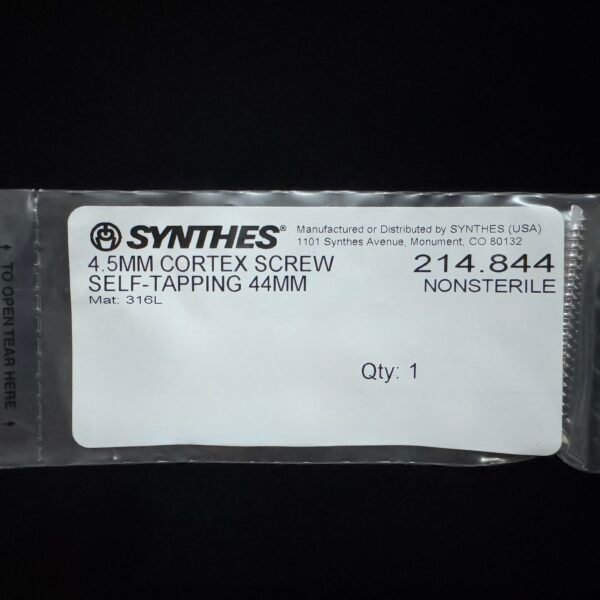 SYNTHES®
Manufactured or Distributed by SYNTHES (USA)
1101 Synthes Avenue, Monument, CO 80132
4.5MM CORTEX SCREW
214.844
SELF-TAPPING 44MM
NONSTERILE
Mat: 316L
Qty: 1
TO OPEN TEAR HERE